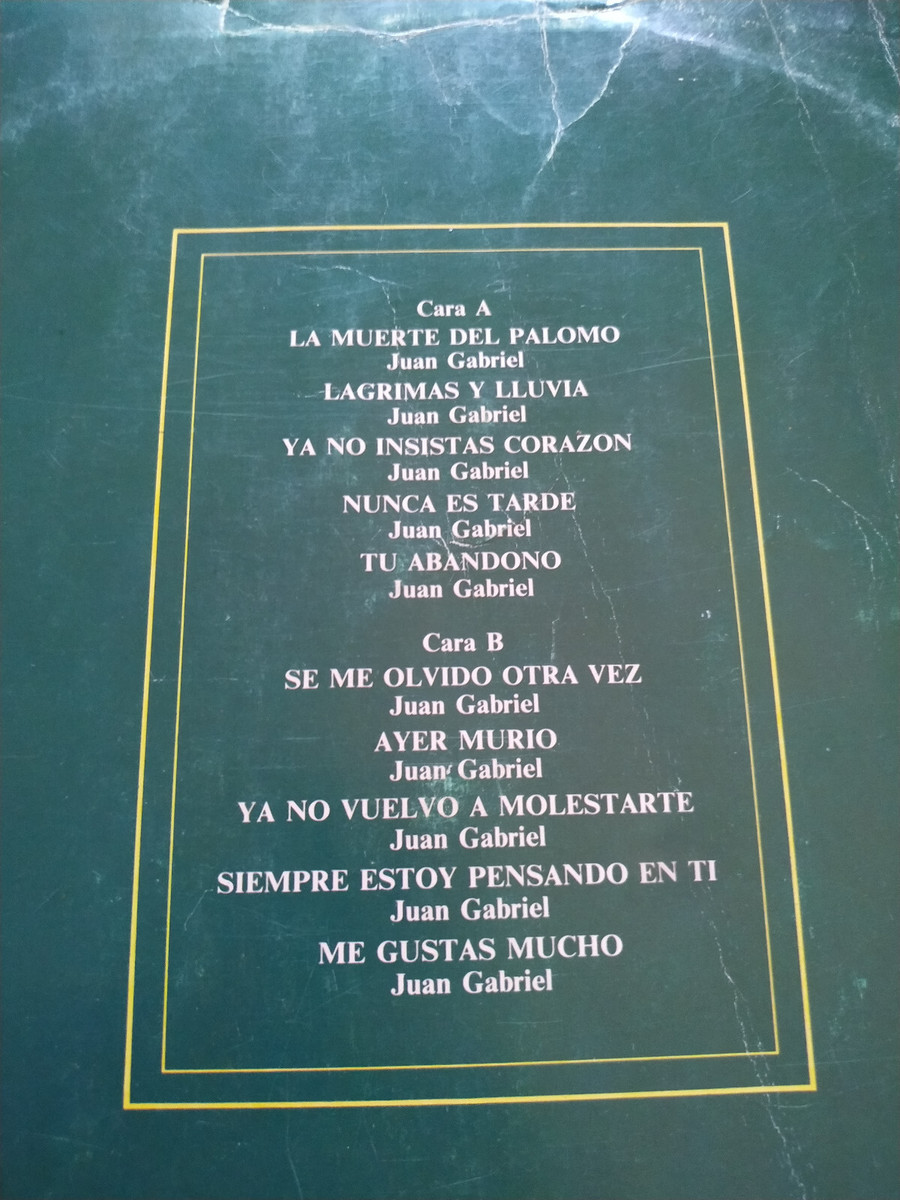 Cara A
LA MUERTE DEL PALOMO
Juan Gabriel
LAGRIMAS Y LLUVIA
Juan Gabriel
YA NO INSISTAS CORAZON
Juan Gabriel
NUNCA ES TARDE
Juan Gabriel
TU ABANDONO
Juan Gabriel
Cara B
SE ME OLVIDO OTRA VEZ
Juan Gabriel
AYER MURIO
Juan Gabriel
YA NO VUELVO A MOLESTARTE
Juan Gabriel
SIEMPRE ESTOY PENSANDO EN TI
Juan Gabriel
ME GUSTAS MUCHO
Juan Gabriel